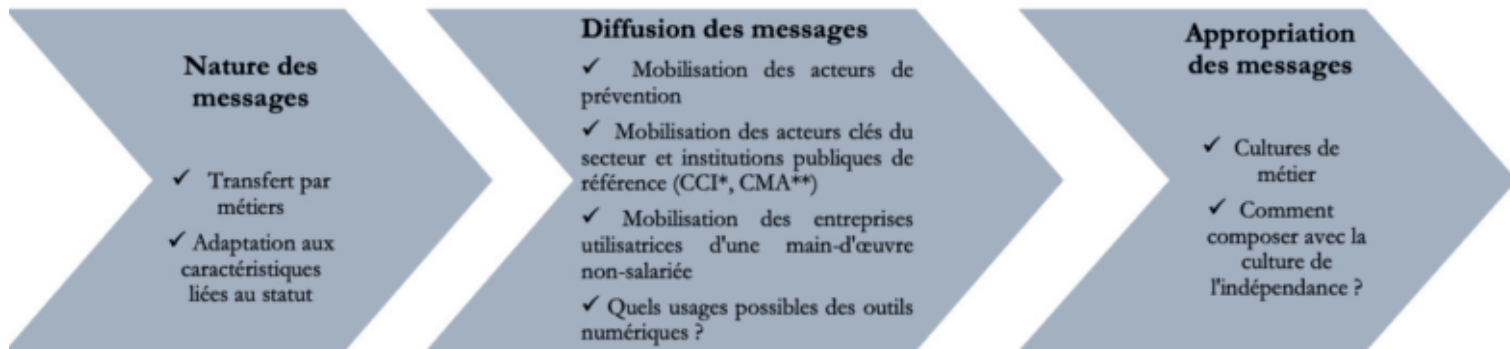 Nature des
messages
✓ Transfert par
métiers
✓ Adaptation aux
caractéristiques
liées au statut
Diffusion des messages
✓ Mobilisation des acteurs de
prévention
✓ Mobilisation des acteurs clés du
secteur et institutions publiques de
référence (CCI*, CMA**)
✓ Mobilisation des entreprises
utilisatrices d'une main-d'œuvre
non-salariée
✓ Quels usages possibles des outils
numériques ?
Appropriation
des messages
✓ Cultures de
métier
✓ Comment
composer avec la
culture de
l'indépendance ?